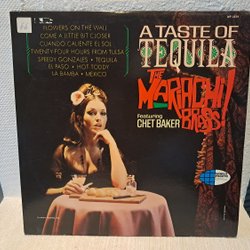 FLOWERS ON THE WALL
COME A LITTLE BIT CLOSER
CUANDO CALIENTE EL SOL
TWENTY-FOUR HOURS FROM TULSA
SPEEDY GONZALES • TEQUILA
EL PASO • HOT TODDY
LA BAMBA • MEXICO
A TASTE OF
TEQUILA
THE
MARIACHI
BRASS
Featuring
CHET BAKER